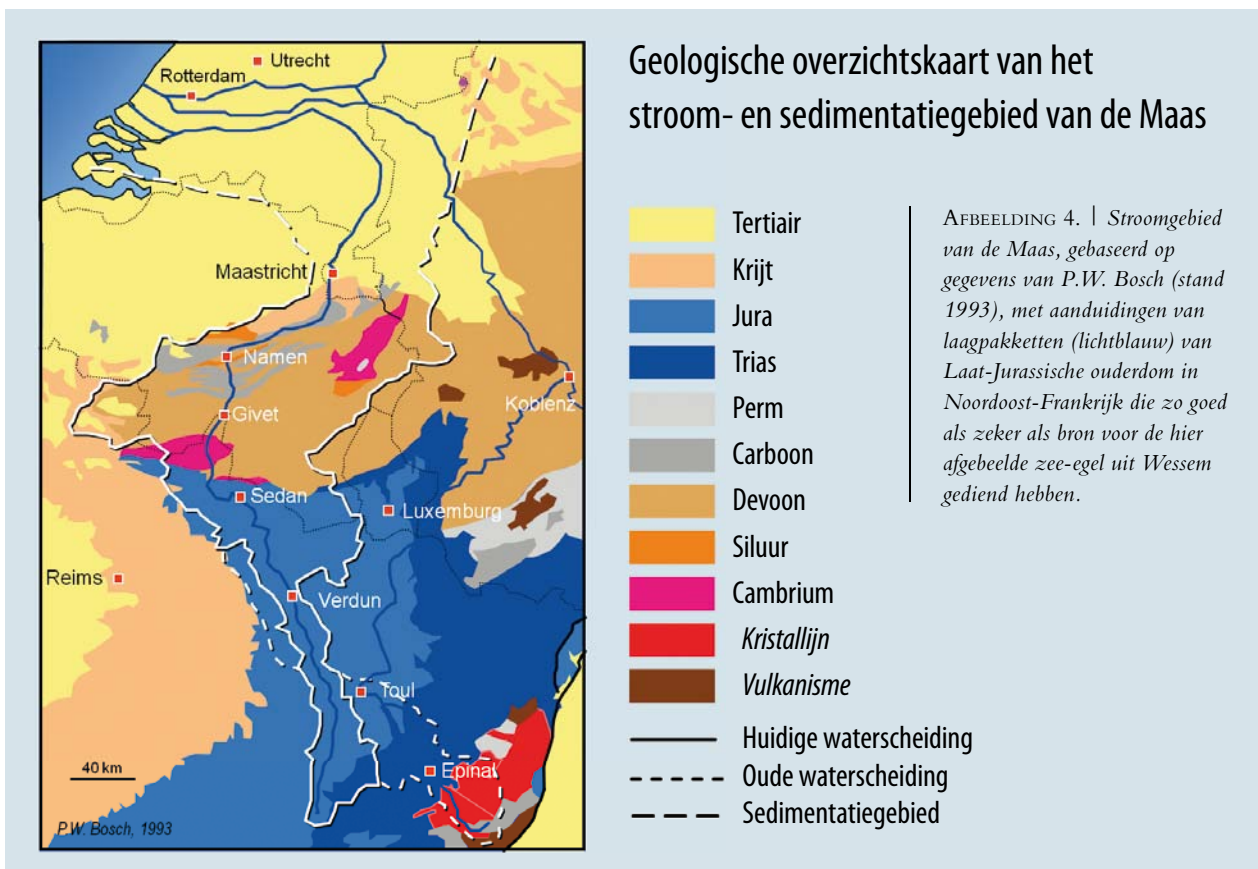 Geologische overzichtskaart van het
stroom- en sedimentatiegebied van de Maas
Utrecht
Rotterdam
Maastricht
Namen
Givet
Koblenz
Sedan
Luxemburg
Reims
Verdun
Toul
Epinal
40 km
P.W. Bosch, 1993
Tertiair
Krijt
Jura
Trias
Perm
Carboon
Devoon
Siluur
Cambrium
Kristallijn
Vulkanisme
Huidige waterscheiding
Oude waterscheiding
Sedimentatiegebied
AFBEELDING 4. | Stroomgebied
van de Maas, gebaseerd op
gegevens van P.W. Bosch (stand
1993), met aanduidingen van
laagpakketten (lichtblauw) van
Laat-Jurassische ouderdom in
Noordoost-Frankrijk die zo goed
als zeker als bron voor de hier
afgebeelde zee-egel uit Wessem
gediend hebben.